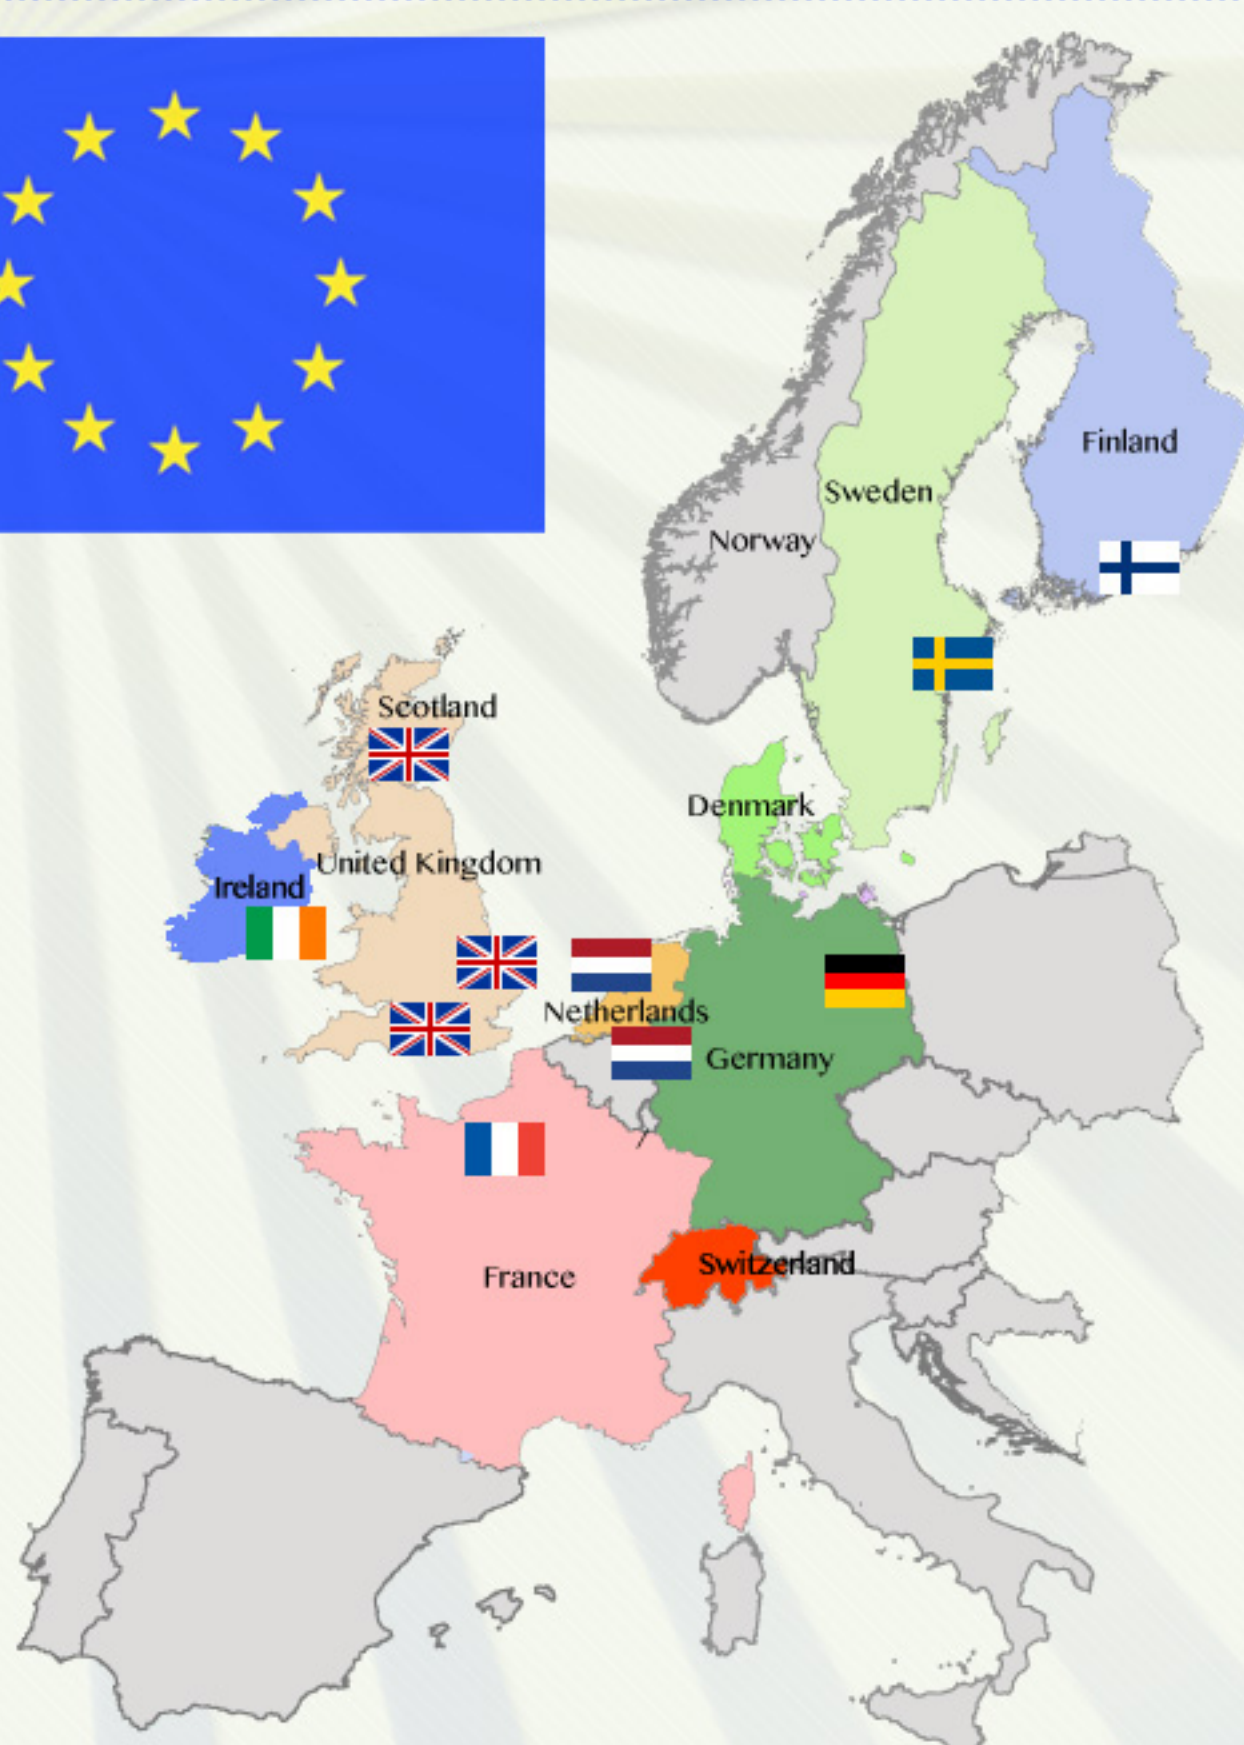 Finland
Sweden
Norway
Scotland
Denmark
United Kingdom
Ireland
Netherlands
Germany
Switzerland
France